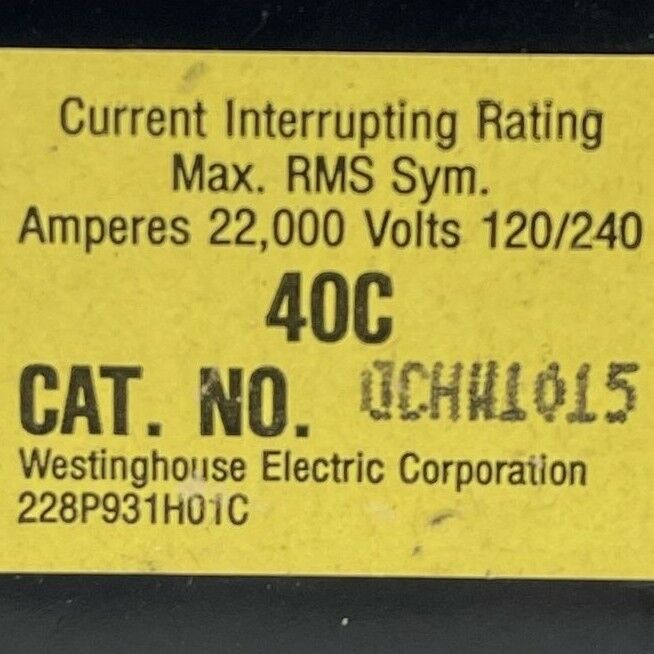 Current Interrupting Rating
Max. RMS Sym.
Amperes 22,000 Volts 120/240
40C
CAT. NO. QCHW1015
Westinghouse Electric Corporation
228P931H01C